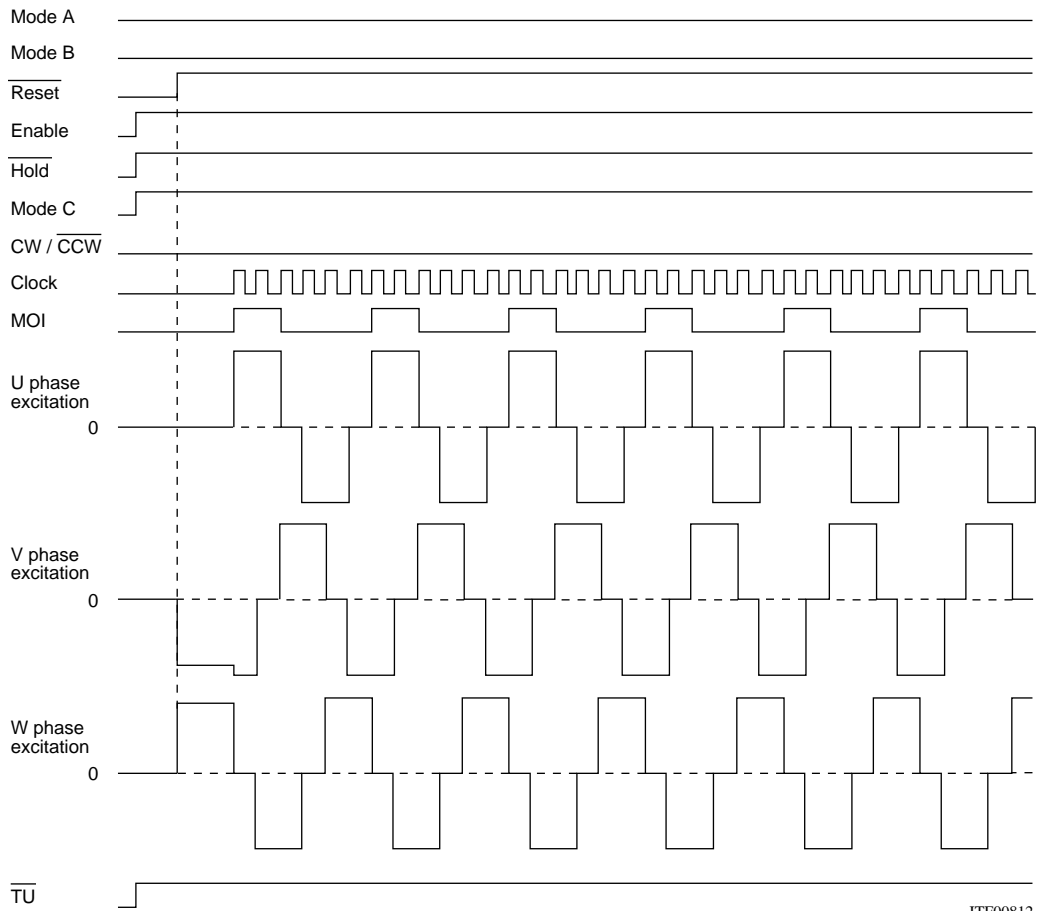 Mode A
Mode B
Reset
Enable
Hold
Mode C
CW / CCW
Clock
MOI
U phase
excitation
0
V phase
excitation
0
W phase
excitation
0
TU
ITF00812